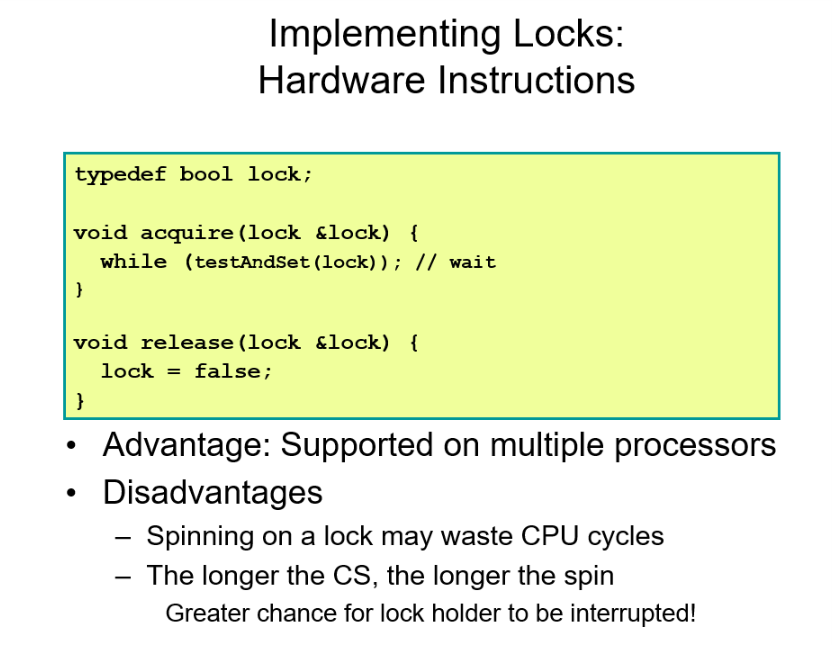 Implementing Locks:
Hardware Instructions
typedef bool lock;
void acquire(lock &lock) {
while (testAndSet(lock)); // wait
}
void release(lock &lock) {
lock = false;
}
• Advantage: Supported on multiple processors
• Disadvantages
– Spinning on a lock may waste CPU cycles
– The longer the CS, the longer the spin
Greater chance for lock holder to be interrupted!